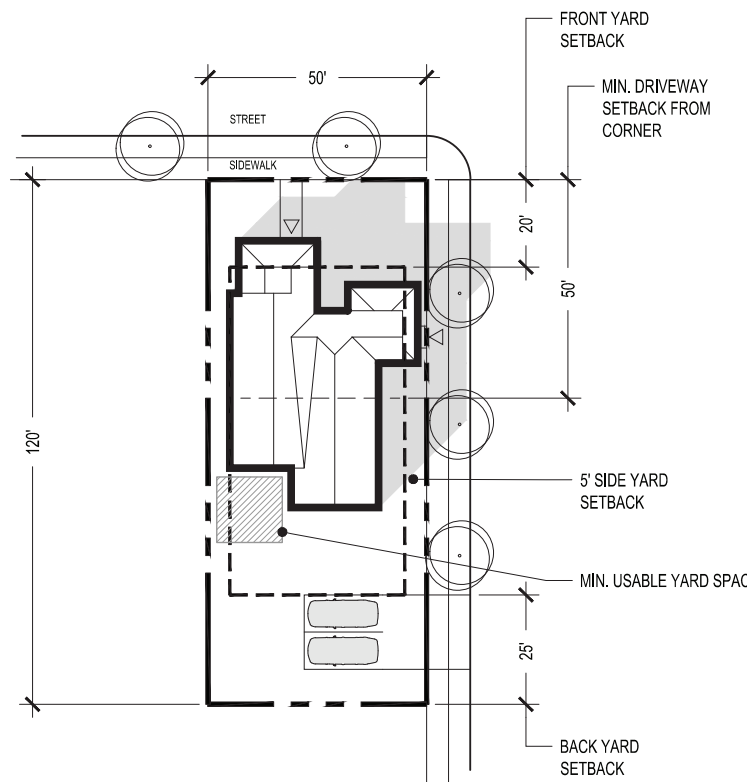 FRONT YARD
SETBACK
50'
MIN. DRIVEWAY
SETBACK FROM
CORNER
STREET
SIDEWALK
20'
50'
120'
5' SIDE YARD
SETBACK
MIN. USABLE YARD SPAC
25'
BACK YARD
SETBACK